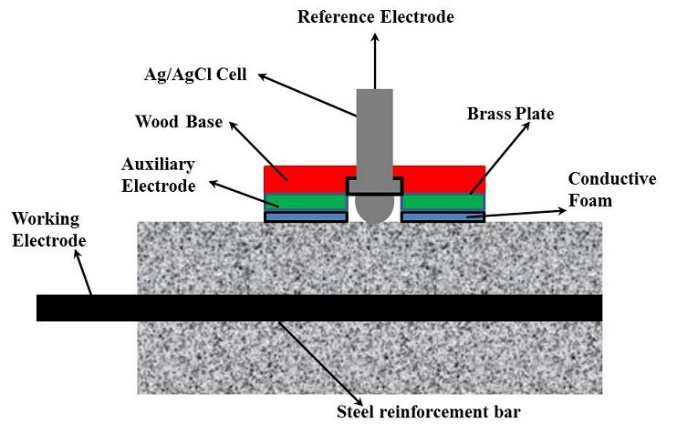 Reference Electrode
Ag/AgCl Cell
Wood Base
Brass Plate
Auxiliary
Electrode
Conductive
Foam
Working
Electrode
Steel reinforcement bar